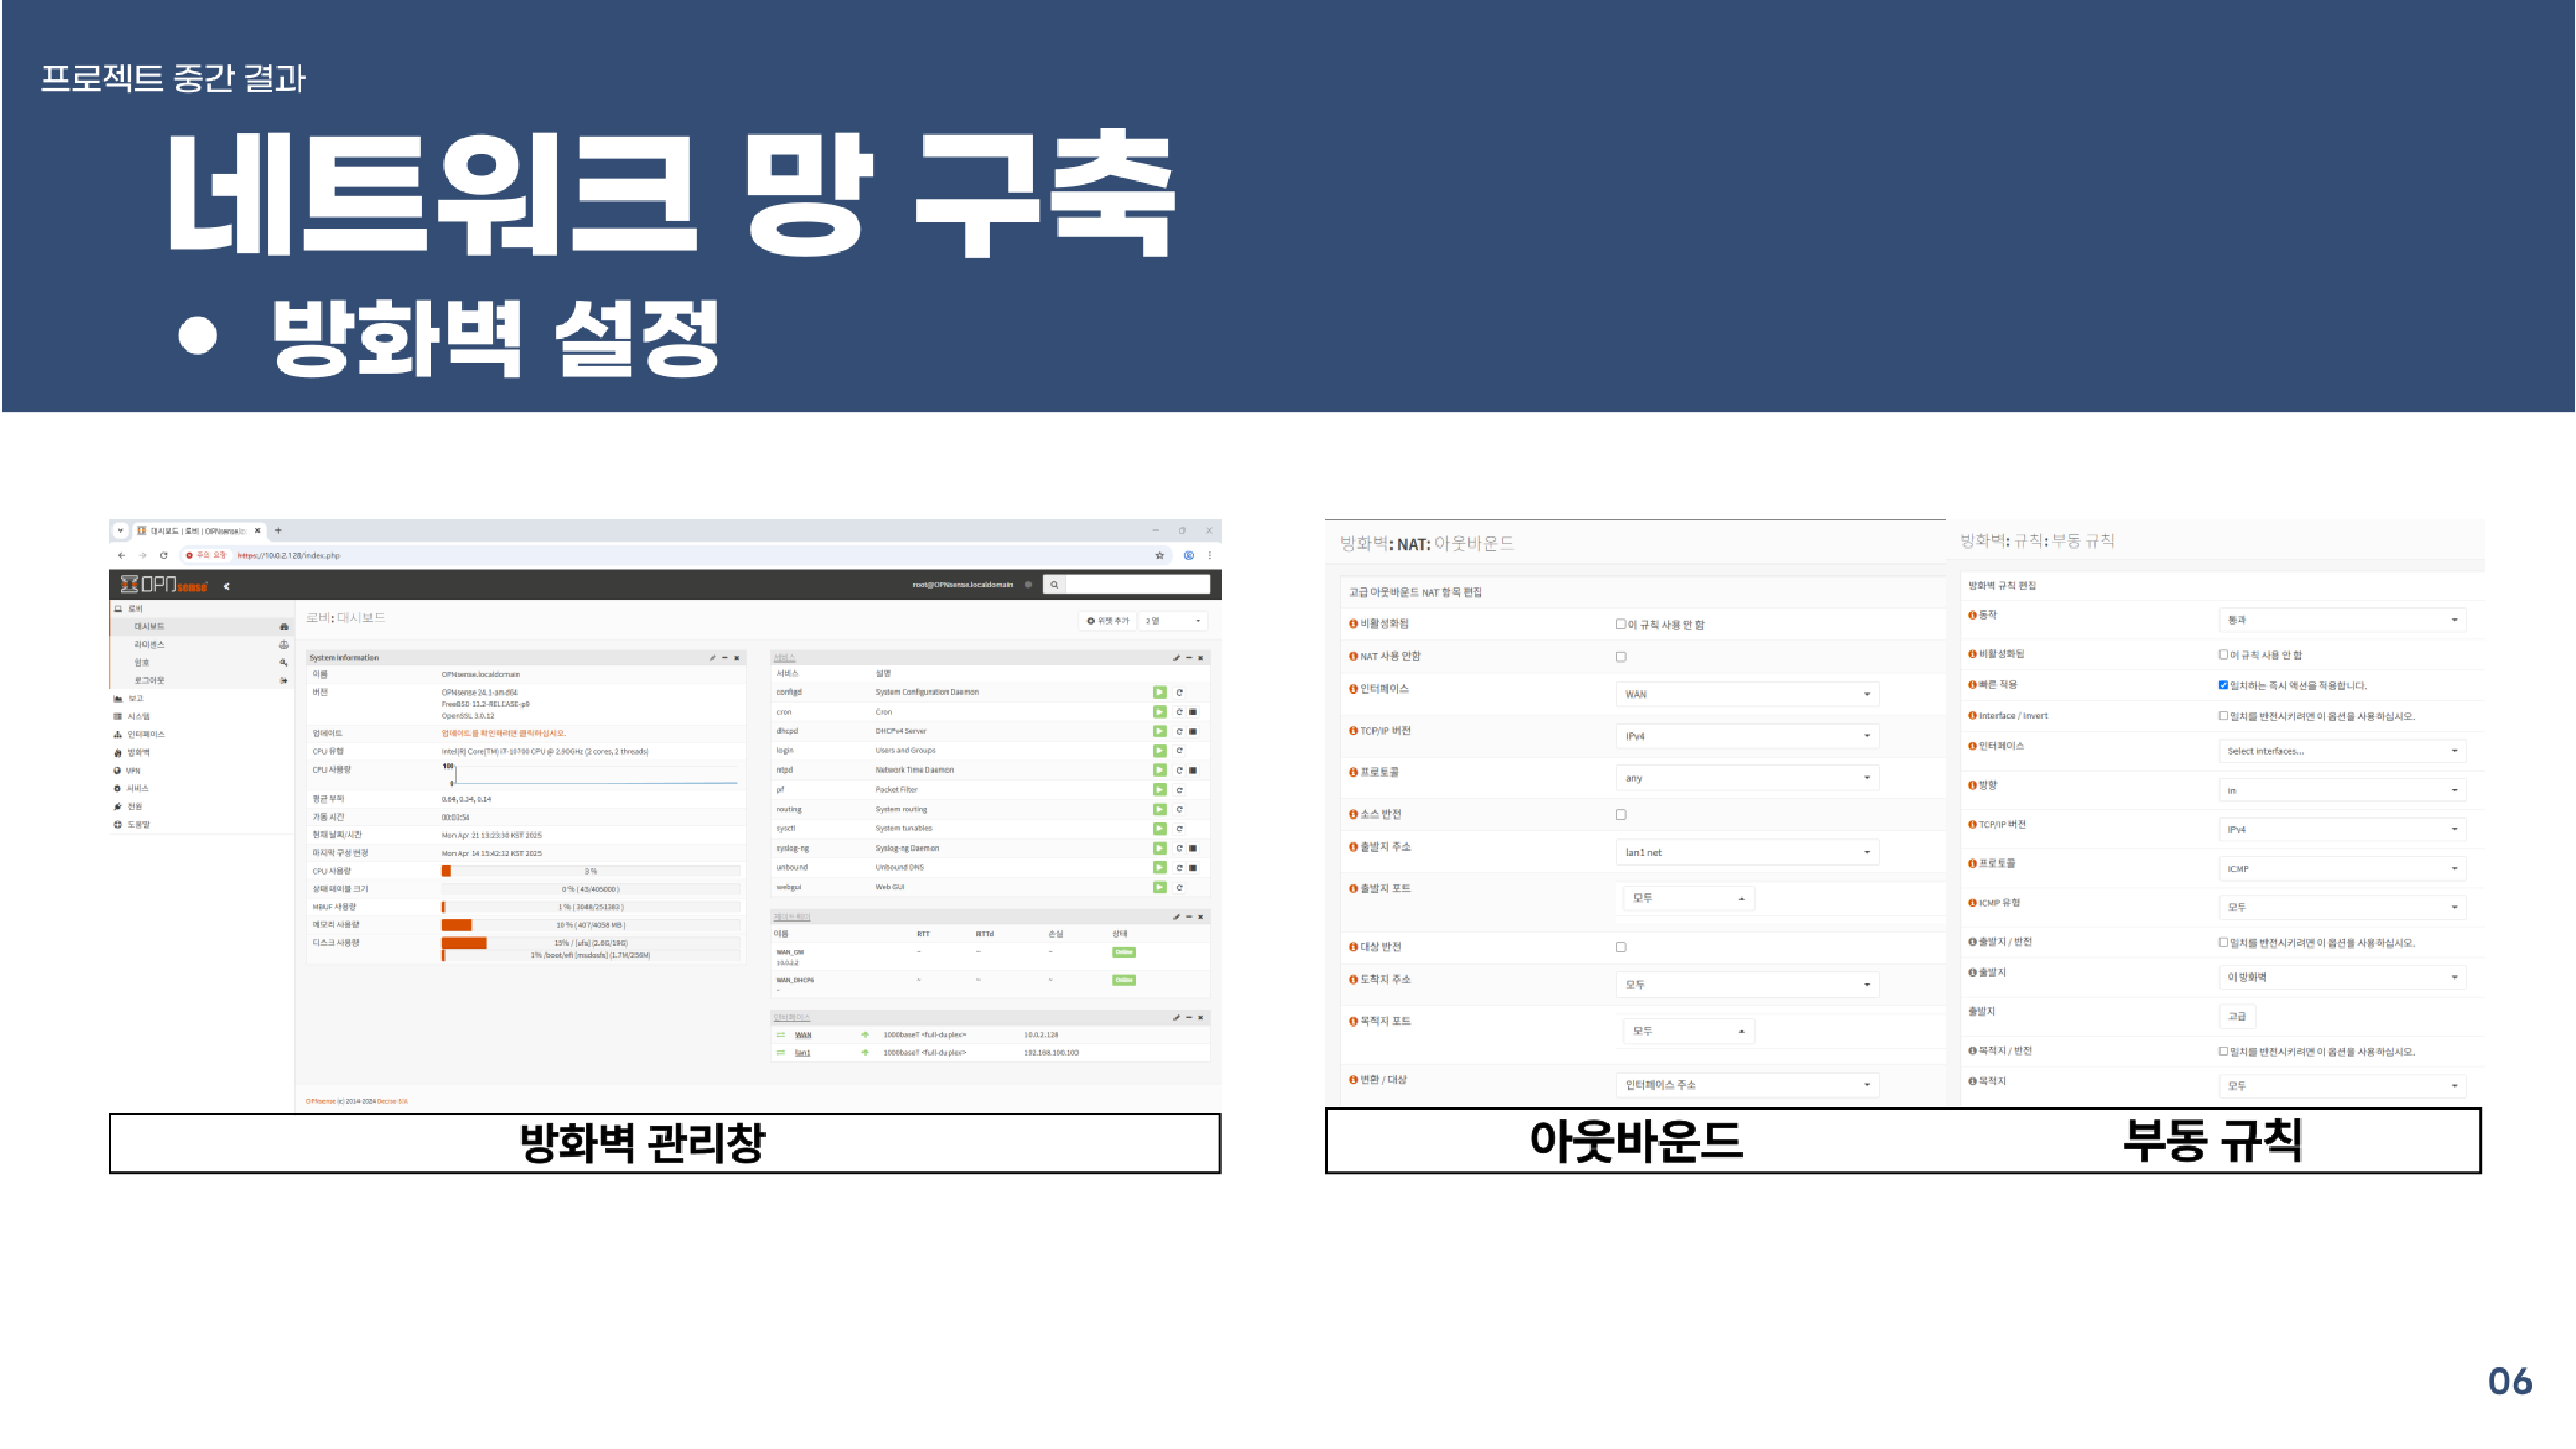 프로젝트 중간 결과
네트워크 망 구축
• 방화벽 설정
대시보드 | 로비 | OPNsense.lo
주의 요함 https://10.0.2.128/index.php
OPNsense
root@OPNsense.localdomain
로비
대시보드
라이센스
암호
로그아웃
보고
시스템
인터페이스
방화벽
VPN
서비스
전원
도움말
로비: 대시보드
위젯 추가 2 열
System Information
이름 OPNsense.localdomain
버전 OPNsense 24.1-amd64
FreeBSD 13.2-RELEASE-p9
OpenSSL 3.0.12
업데이트 업데이트를 확인하려면 클릭하십시오.
CPU 유형 Intel(R) Core(TM) i7-10700 CPU @ 2.90GHz (2 cores, 2 threads)
CPU 사용량 100
0
평균 부하 0.64, 0.34, 0.14
가동 시간 00:03:54
현재 날짜/시간 Mon Apr 21 13:23:30 KST 2025
마지막 구성 변경 Mon Apr 14 15:42:32 KST 2025
CPU 사용량 3 %
상태 테이블 크기 0 % ( 43/405000 )
MBUF 사용량 1 % ( 3048/251383 )
메모리 사용량 10 % ( 407/4058 MB )
디스크 사용량 15% / [ufs] (2.6G/19G)
1% /boot/efi [msdosfs] (1.7M/256M)
서비스
서비스 설명
configd System Configuration Daemon
cron Cron
dhcpd DHCPv4 Server
login Users and Groups
ntpd Network Time Daemon
pf Packet Filter
routing System routing
sysctl System tunables
syslog-ng Syslog-ng Daemon
unbound Unbound DNS
webgui Web GUI
게이트웨이
이름 RTT RTTd 손실 상태
WAN_GW ~ ~ ~ Online
10.0.2.2
WAN_DHCP6 ~ ~ ~ Online
~
인터페이스
WAN 1000baseT <full-duplex> 10.0.2.128
lan1 1000baseT <full-duplex> 192.168.100.100
OPNsense (c) 2014-2024 Deciso B.V.
방화벽 관리창
방화벽: NAT: 아웃바운드
고급 아웃바운드 NAT 항목 편집
비활성화됨 이 규칙 사용 안 함
NAT 사용 안함
인터페이스 WAN
TCP/IP 버전 IPv4
프로토콜 any
소스 반전
출발지 주소 lan1 net
출발지 포트 모두
대상 반전
도착지 주소 모두
목적지 포트 모두
변환 / 대상 인터페이스 주소
아웃바운드
방화벽: 규칙: 부동 규칙
방화벽 규칙 편집
동작 통과
비활성화됨 이 규칙 사용 안 함
빠른 적용 일치하는 즉시 액션을 적용합니다.
Interface / Invert 일치를 반전시키려면 이 옵션을 사용하십시오.
인터페이스 Select interfaces...
방향 in
TCP/IP 버전 IPv4
프로토콜 ICMP
ICMP 유형 모두
출발지 / 반전 일치를 반전시키려면 이 옵션을 사용하십시오.
출발지 이 방화벽
출발지 고급
목적지 / 반전 일치를 반전시키려면 이 옵션을 사용하십시오.
목적지 모두
부동 규칙
06